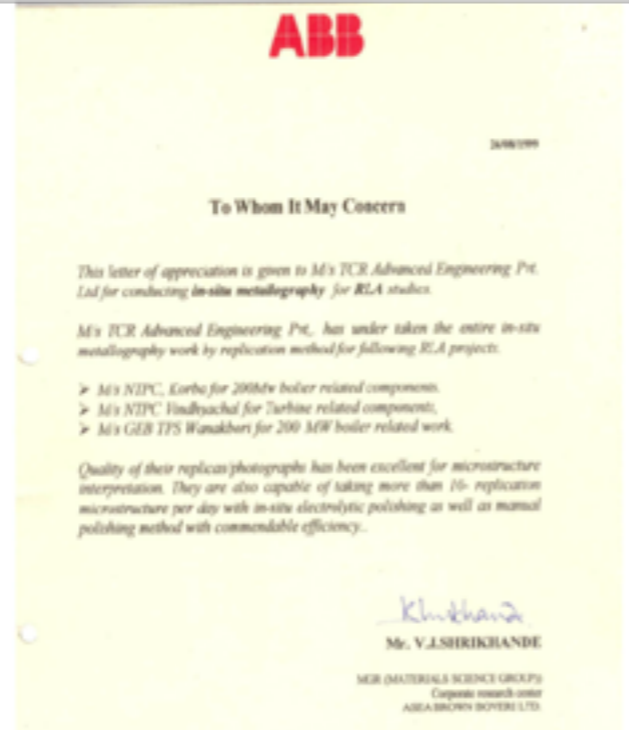 ABB
26/08/1999
To Whom It May Concern
This letter of appreciation is given to M/s TCR Advanced Engineering Pvt.
Ltd for conducting in-situ metallography for RLA studies.
M/s TCR Advanced Engineering Pvt,. has under taken the entire in-situ
metallography work by replication method for following RLA projects.
➢ M/s NTPC, Korba for 200Mw boiler related components.
➢ M/s NTPC Vindhyachal for Turbine related components,
➢ M/s GEB TPS Wanakbori for 200 MW boiler related work.
Quality of their replicas/photographs has been excellent for microstructure
interpretation. They are also capable of taking more than 16- replication
microstructure per day with in-situ electrolytic polishing as well as manual
polishing method with commendable efficiency..
Mr. V.J.SHRIKHANDE
MGR (MATERIALS SCIENCE GROUP))
Corporate research center
ASEA BROWN BOVERI LTD.